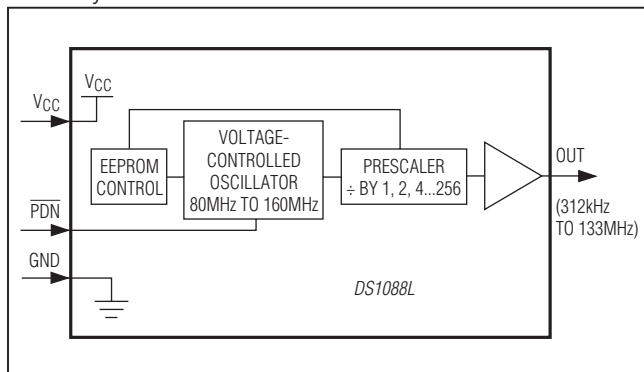 VCC
VCC
EEPROM
CONTROL
VOLTAGE-
CONTROLLED
OSCILLATOR
80MHz TO 160MHz
PRESCALER
÷ BY 1, 2, 4...256
OUT
(312kHz
TO 133MHz)
PDN
GND
DS1088L